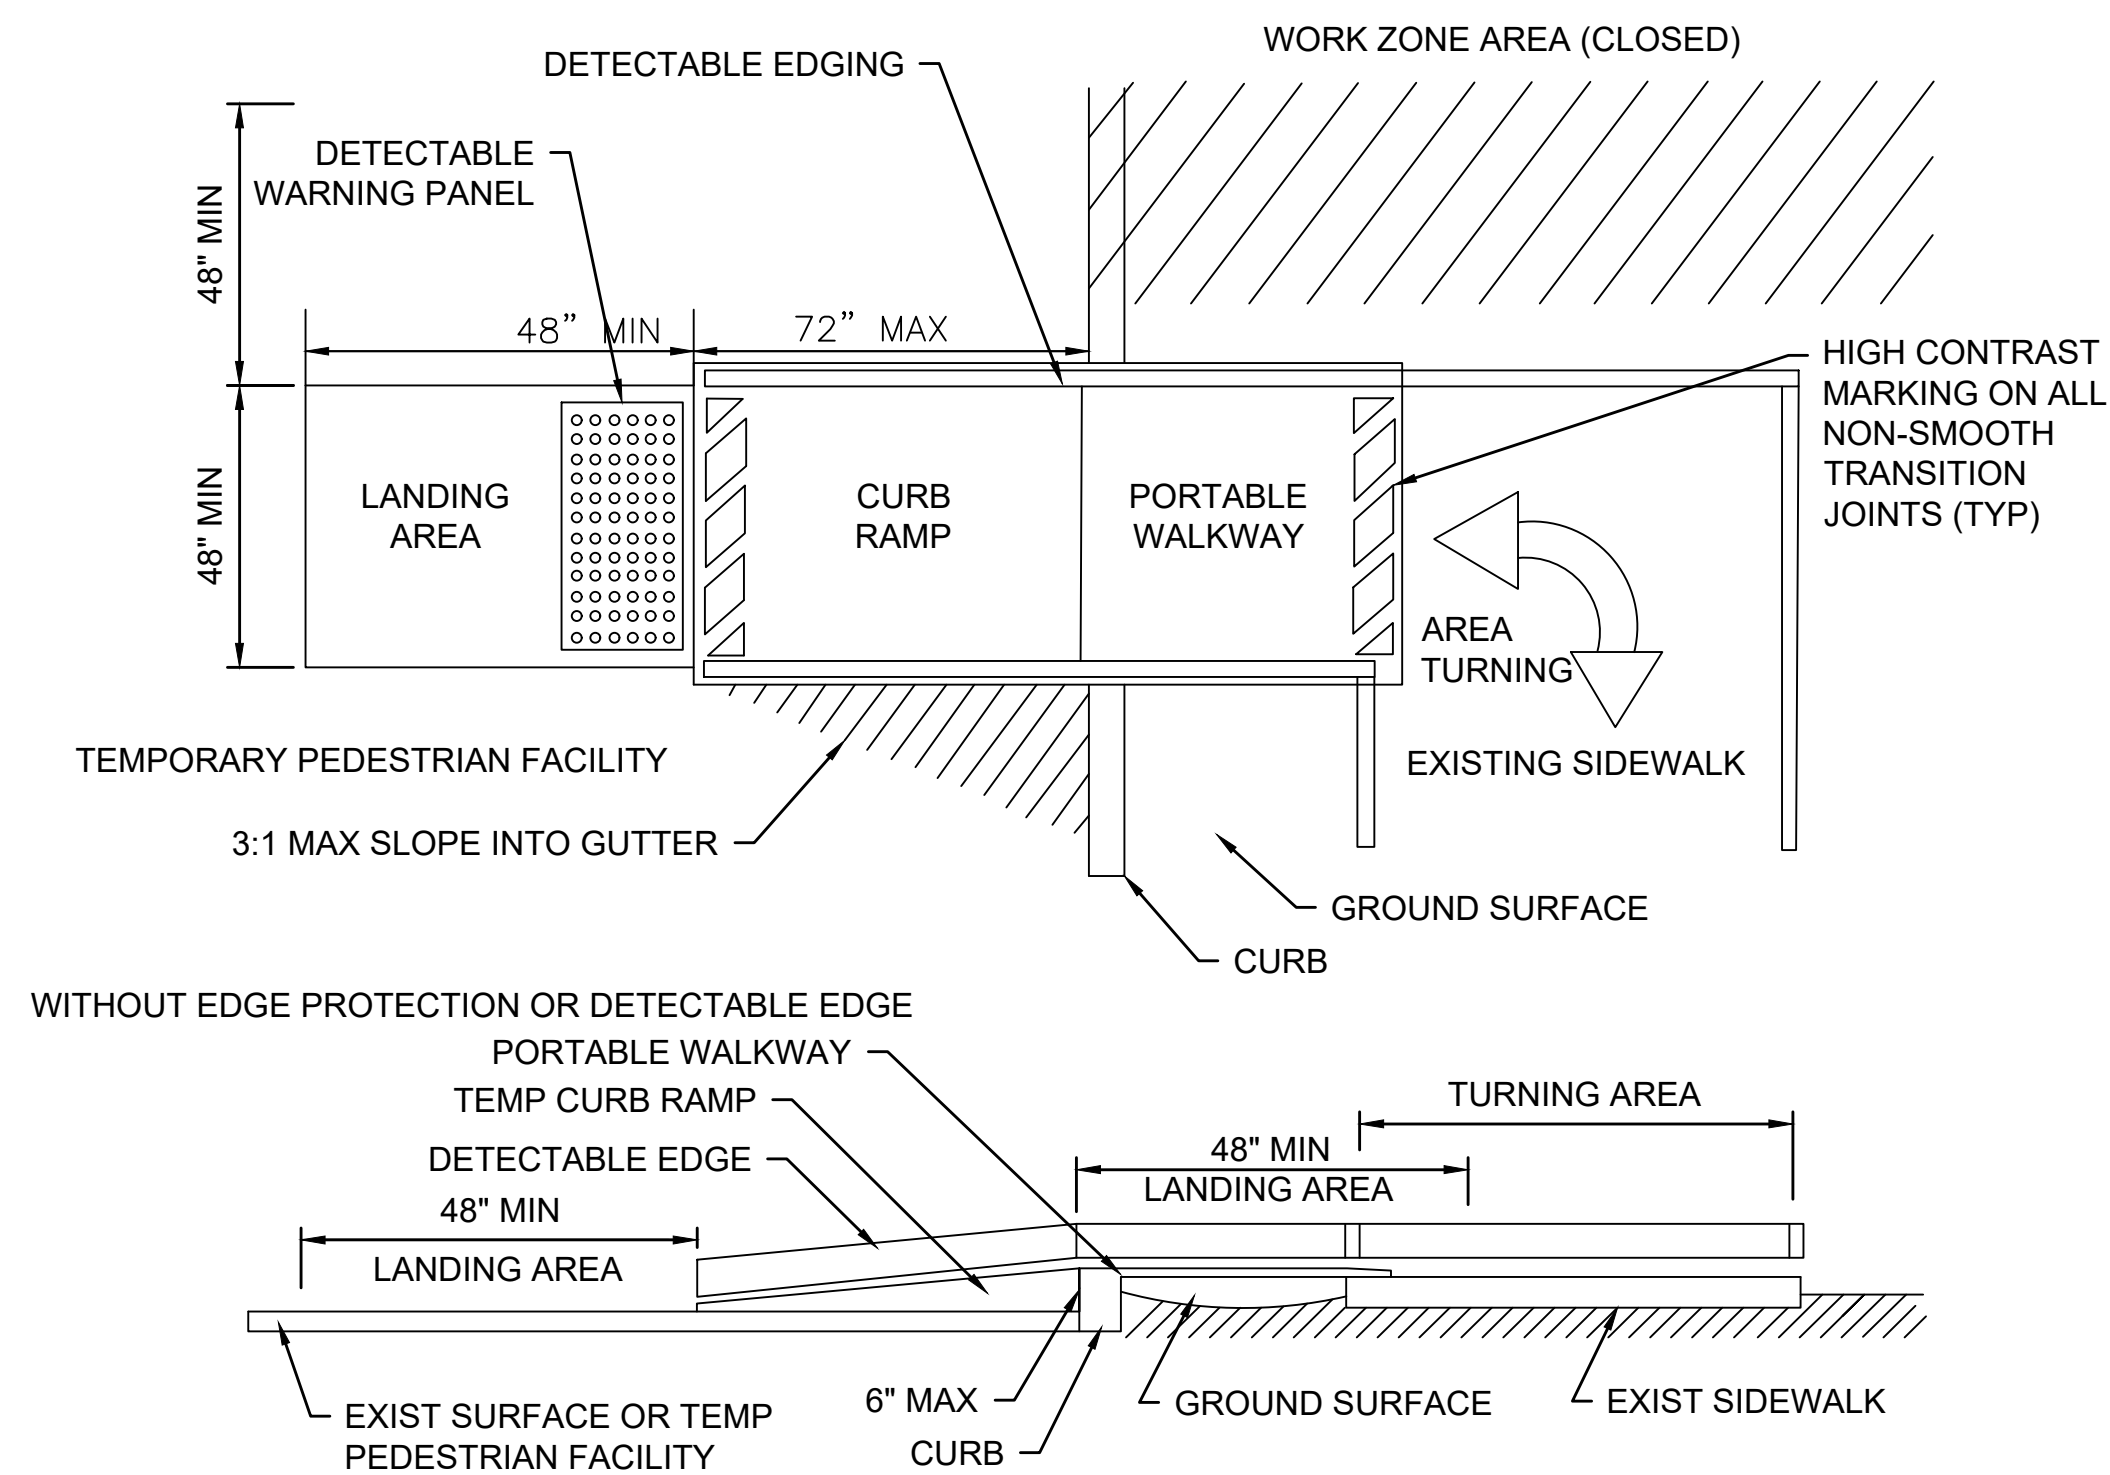 WORK ZONE AREA (CLOSED)
DETECTABLE EDGING
DETECTABLE
WARNING PANEL
48" MIN
48” MIN
72” MAX
HIGH CONTRAST
MARKING ON ALL
NON-SMOOTH
TRANSITION
JOINTS (TYP)
48" MIN
LANDING
AREA
CURB
RAMP
PORTABLE
WALKWAY
AREA
TURNING
TEMPORARY PEDESTRIAN FACILITY
EXISTING SIDEWALK
3:1 MAX SLOPE INTO GUTTER
GROUND SURFACE
CURB
WITHOUT EDGE PROTECTION OR DETECTABLE EDGE
PORTABLE WALKWAY
TEMP CURB RAMP
TURNING AREA
DETECTABLE EDGE
48" MIN
LANDING AREA
48" MIN
LANDING AREA
6" MAX
GROUND SURFACE
EXIST SIDEWALK
EXIST SURFACE OR TEMP
PEDESTRIAN FACILITY
CURB